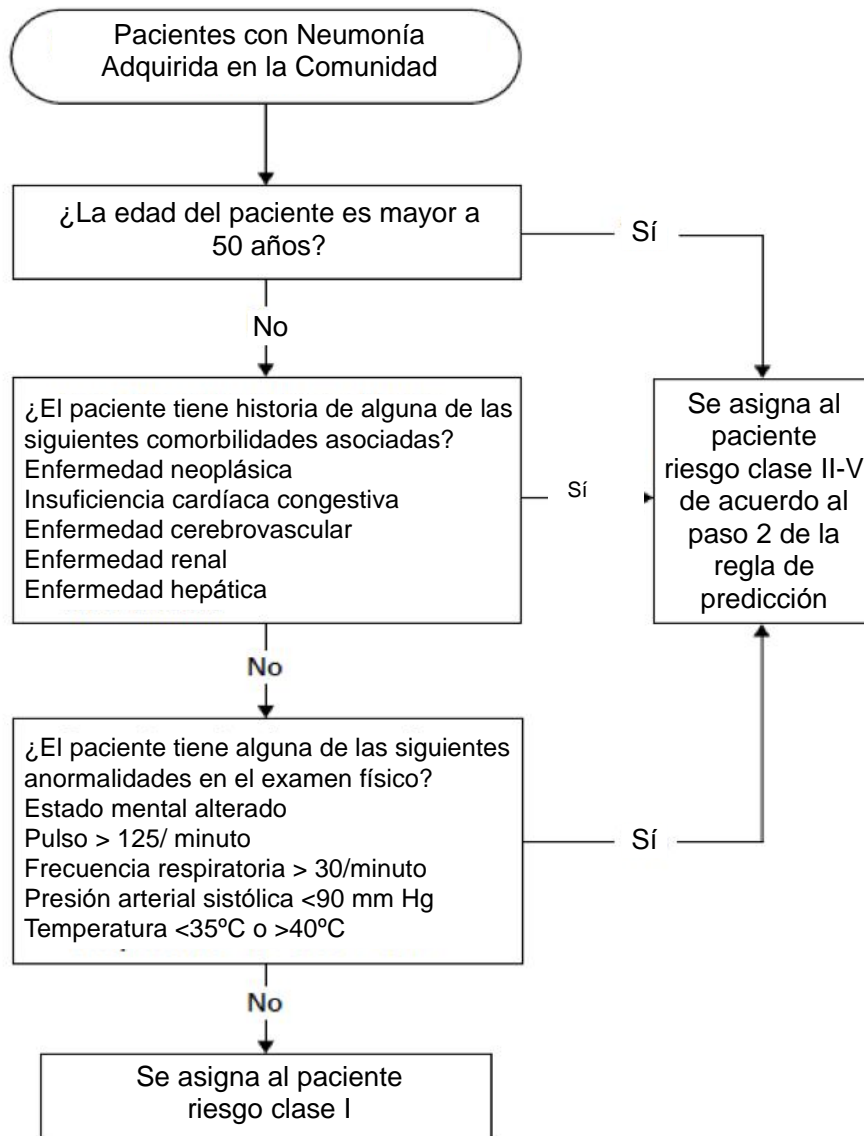 Pacientes con Neumonía
Adquirida en la Comunidad
¿La edad del paciente es mayor a
50 años?
Sí
No
¿El paciente tiene historia de alguna de las
siguientes comorbilidades asociadas?
Enfermedad neoplásica
Insuficiencia cardíaca congestiva
Enfermedad cerebrovascular
Enfermedad renal
Enfermedad hepática
Sí
Se asigna al
paciente
riesgo clase II-V
de acuerdo al
paso 2 de la
regla de
predicción
No
¿El paciente tiene alguna de las siguientes
anormalidades en el examen físico?
Estado mental alterado
Pulso > 125/ minuto
Frecuencia respiratoria > 30/minuto
Presión arterial sistólica <90 mm Hg
Temperatura <35ºC o >40ºC
Sí
No
Se asigna al paciente
riesgo clase I